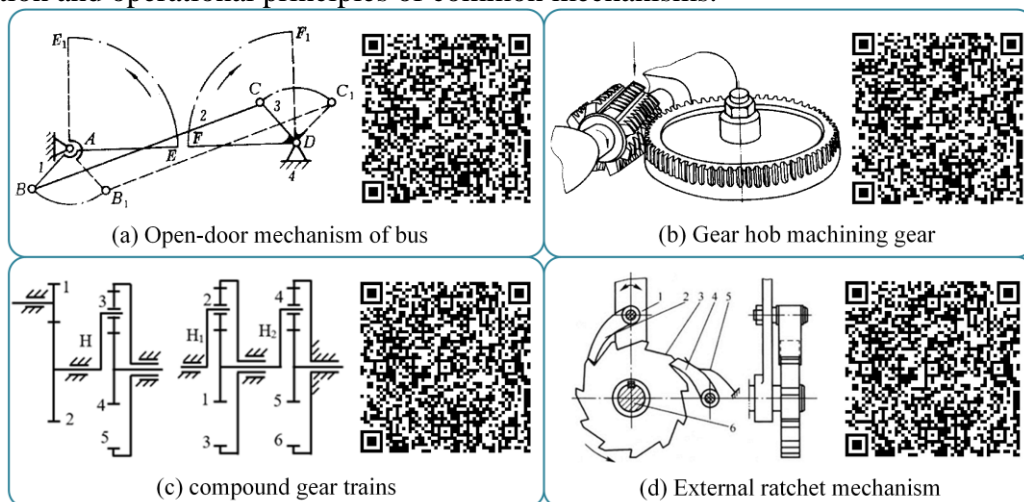 tion and operational principles of common mechanisms.
E₁
F₁
C
C₁
3
2
A
F
D
1
E
4
B
B₁
(a) Open-door mechanism of bus
(b) Gear hob machining gear
1
3
2
4
H
H₁
H₂
2
4
1
5
5
3
6
(c) compound gear trains
1 2 3 4 5
6
(d) External ratchet mechanism